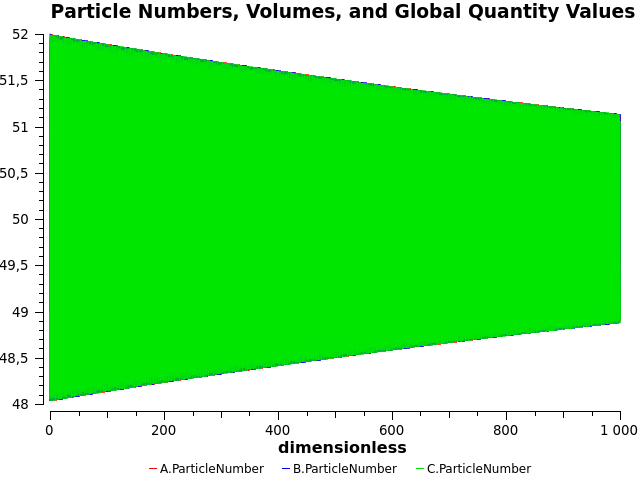 Particle Numbers, Volumes, and Global Quantity Values
52
51,5
51
50,5
50
49,5
49
48,5
48
0 200 400 600 800 1 000
dimensionless
A.ParticleNumber B.ParticleNumber C.ParticleNumber